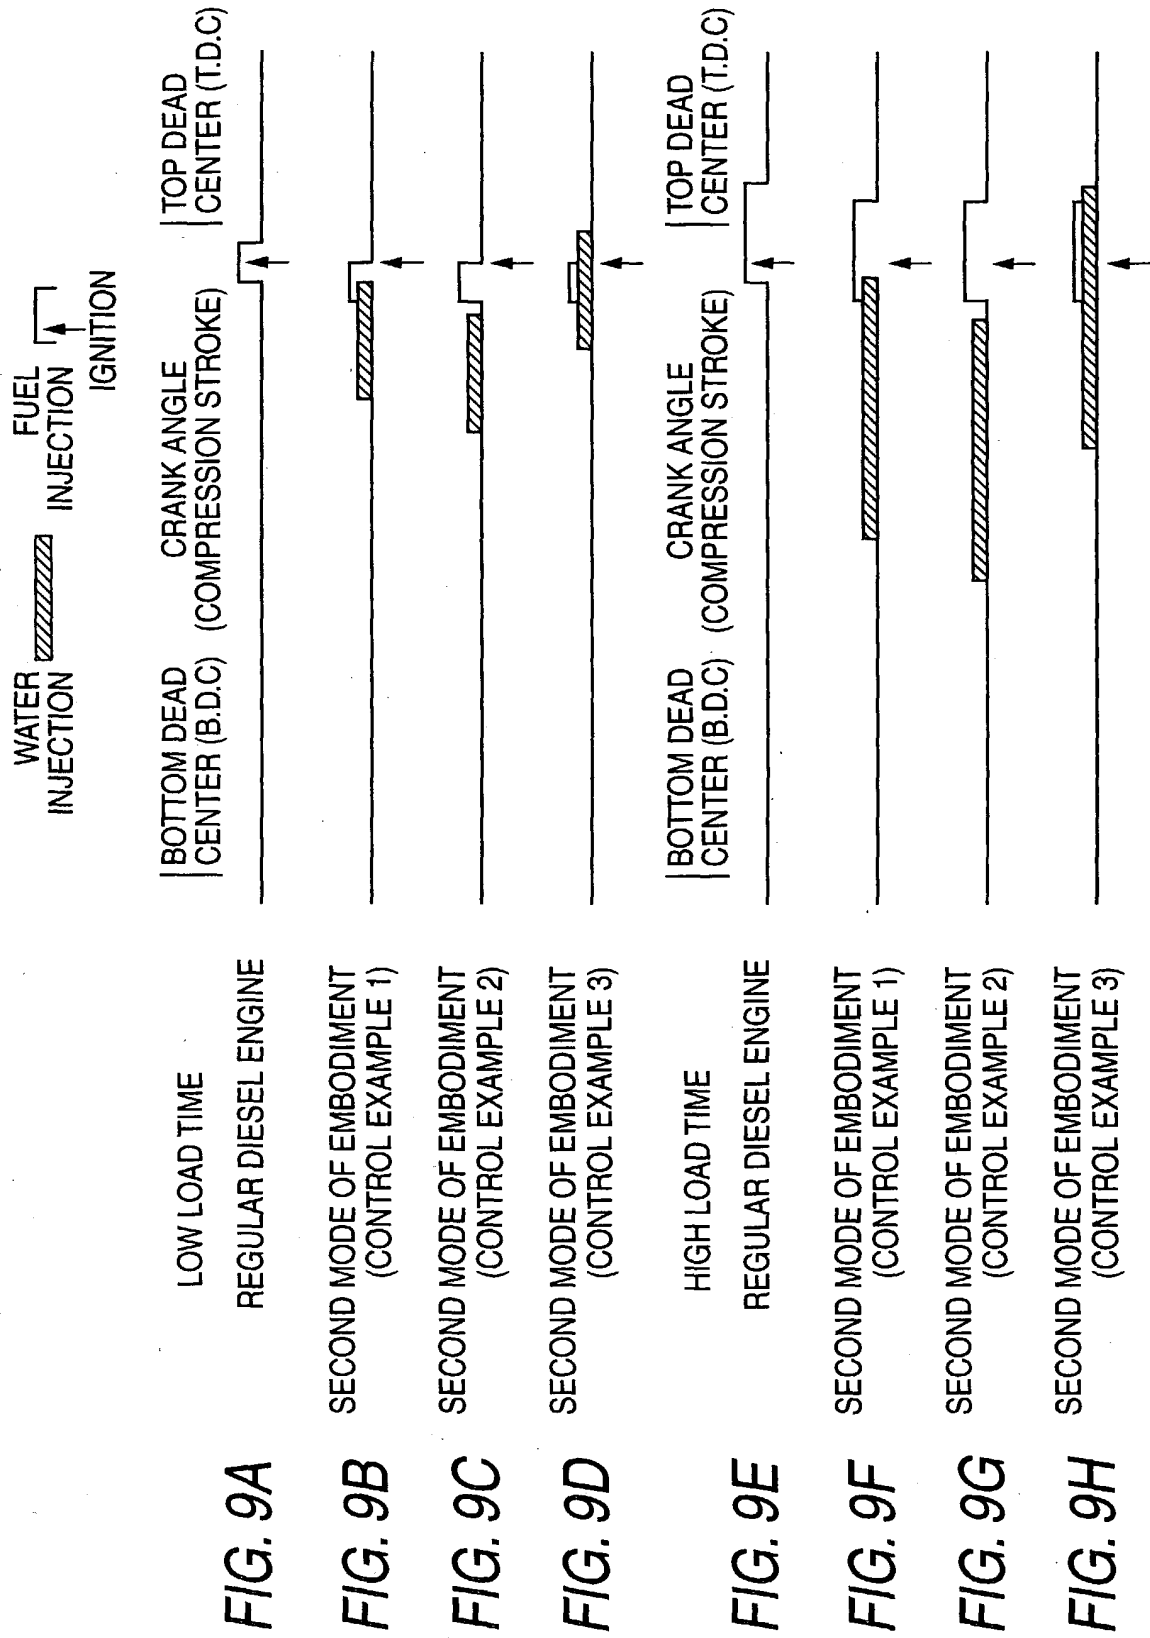 WATER
INJECTION
FUEL
INJECTION
IGNITION
LOW LOAD TIME
BOTTOM DEAD
CENTER (B.D.C)
CRANK ANGLE
(COMPRESSION STROKE)
TOP DEAD
CENTER (T.D.C)
FIG. 9A
REGULAR DIESEL ENGINE
FIG. 9B
SECOND MODE OF EMBODIMENT
(CONTROL EXAMPLE 1)
FIG. 9C
SECOND MODE OF EMBODIMENT
(CONTROL EXAMPLE 2)
FIG. 9D
SECOND MODE OF EMBODIMENT
(CONTROL EXAMPLE 3)
HIGH LOAD TIME
BOTTOM DEAD
CENTER (B.D.C)
CRANK ANGLE
(COMPRESSION STROKE)
TOP DEAD
CENTER (T.D.C)
FIG. 9E
REGULAR DIESEL ENGINE
FIG. 9F
SECOND MODE OF EMBODIMENT
(CONTROL EXAMPLE 1)
FIG. 9G
SECOND MODE OF EMBODIMENT
(CONTROL EXAMPLE 2)
FIG. 9H
SECOND MODE OF EMBODIMENT
(CONTROL EXAMPLE 3)